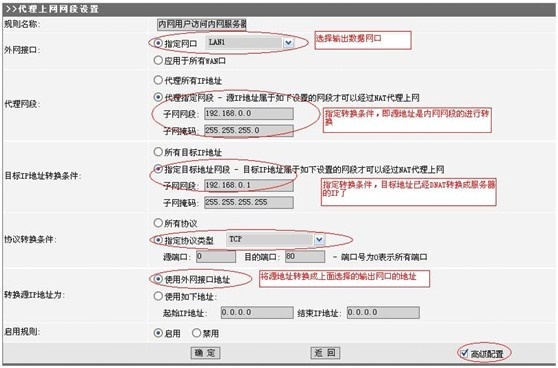 >>代理上网网段设置
规则名称: 内网用户访问内网服务器
外网接口: 指定网口 LAN1 选择输出数据网口
应用于所有WAN口
代理网段: 代理所有IP地址
代理指定网段 - 源IP地址属于如下设置的网段才可以经过NAT代理上网
子网网段: 192.168.0.0
子网掩码: 255.255.255.0
指定转换条件，即源地址是内网网段的进行转换
目标IP地址转换条件: 所有目标IP地址
指定目标地址网段 - 目标IP地址属于如下设置的网段才可以经过NAT代理上网
子网网段: 192.168.0.1
子网掩码: 255.255.255.255
指定转换条件，目标地址已经DNAT转换成服务器的IP了
协议转换条件: 所有协议
指定协议类型 TCP
源端口: 0 目的端口: 80 - 端口号为0表示所有端口
转换源IP地址为: 使用外网接口地址 将源地址转换成上面选择的输出网口的地址
使用如下地址:
起始IP地址: 0.0.0.0 结束IP地址: 0.0.0.0
启用规则: 启用 禁用
确定 返回 高级配置